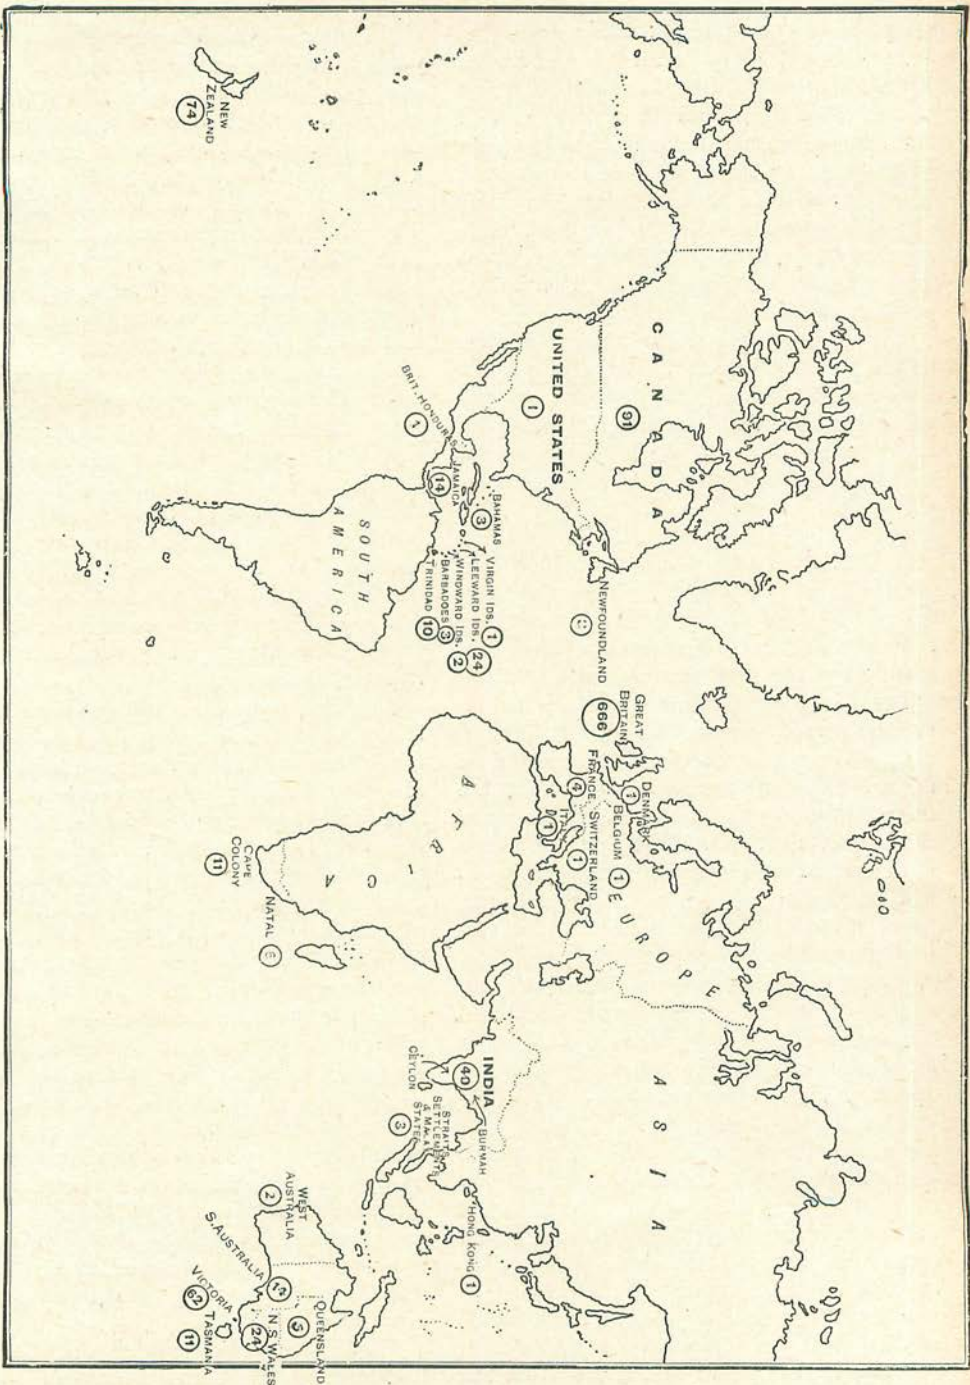 CANADA
91
UNITED STATES
1
NEWFOUNDLAND
BRIT. HONDURAS
1
JAMAICA
14
BAHAMAS
3
VIRGIN IDS. 1
LEEWARD IDS. 24
WINDWARD IDS. 2
BARBADOES 3
TRINIDAD 10
SOUTH
AMERICA
NEW
ZEALAND
74
GREAT
BRITAIN
666
DENMARK
1
BELGIUM 1
FRANCE
4
SWITZERLAND
1
ITALY
1
EUROPE
AFRICA
CAPE
COLONY
11
NATAL 6
ASIA
INDIA
40
CEYLON
BURMAH
STRAITS
SETTLEMENTS
& MALAY
STATES
3
HONG KONG 1
WEST
AUSTRALIA
2
S. AUSTRALIA
QUEENSLAND
N. S. WALES
24
VICTORIA
62
TASMANIA
11